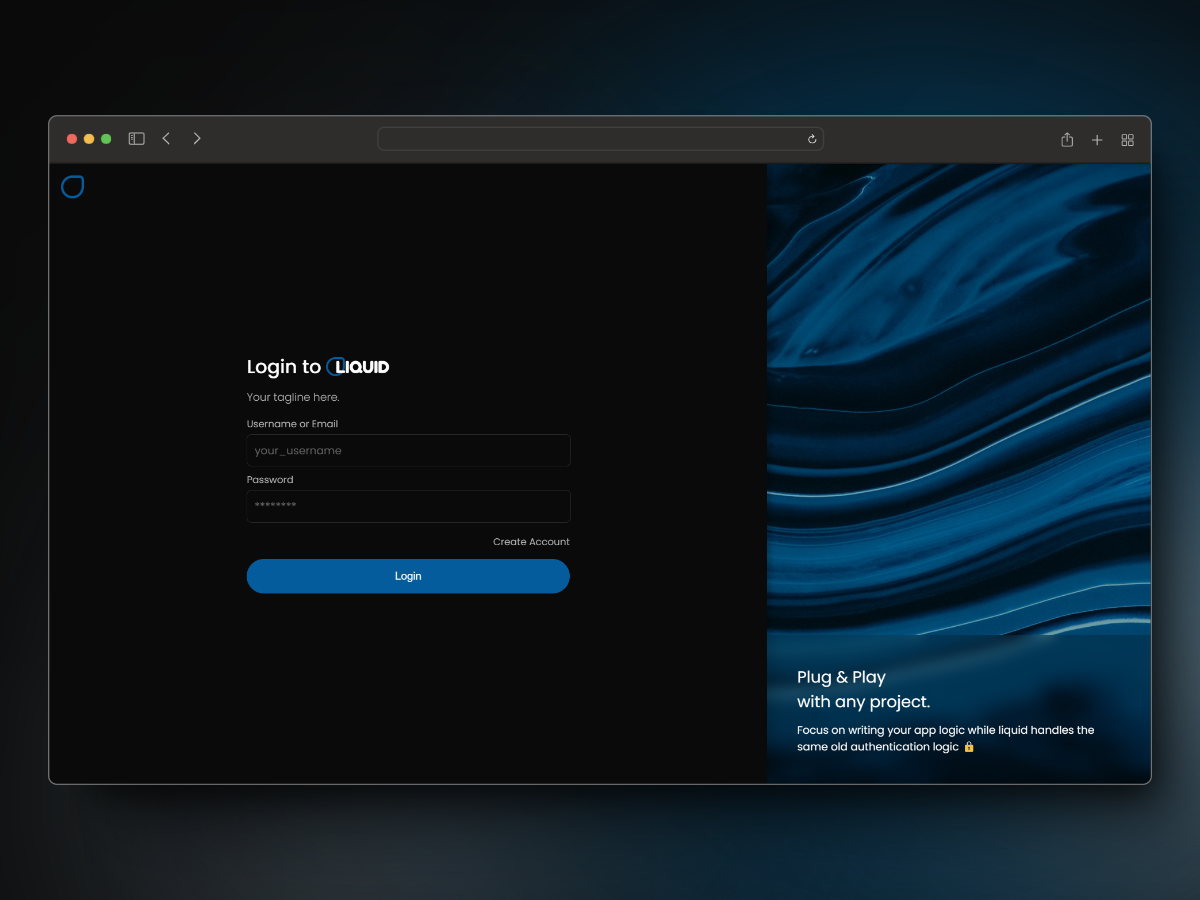 Login to LIQUID
Your tagline here.
Username or Email
your_username
Password
********
Create Account
Login
Plug & Play
with any project.
Focus on writing your app logic while liquid handles the
same old authentication logic 🔒